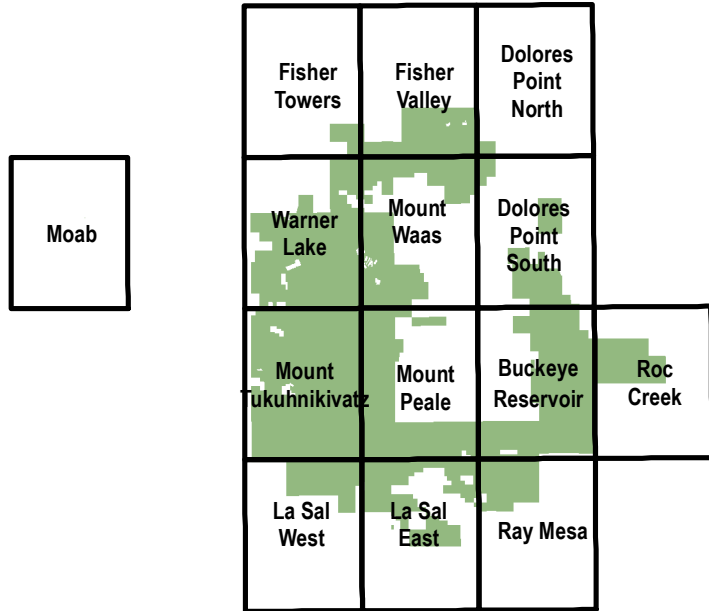 Fisher
Towers
Fisher
Valley
Dolores
Point
North
Moab
Warner
Lake
Mount
Waas
Dolores
Point
South
Mount
Tukuhnikivatz
Mount
Peale
Buckeye
Reservoir
Roc
Creek
La Sal
West
La Sal
East
Ray Mesa